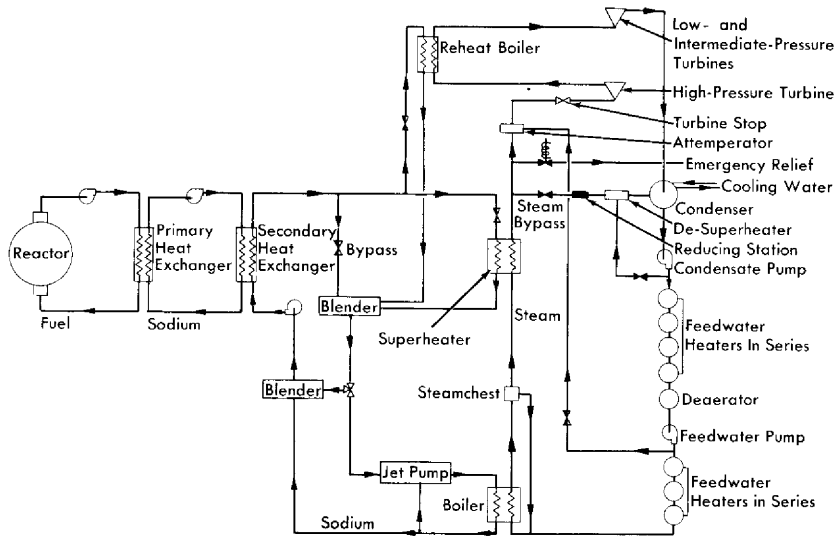 Low- and
Intermediate-Pressure
Turbines
Reheat Boiler
High-Pressure Turbine
Turbine Stop
Attemperator
Emergency Relief
Cooling Water
Steam
Bypass
Condenser
De-Superheater
Reducing Station
Condensate Pump
Reactor
Primary
Heat
Exchanger
Secondary
Heat
Exchanger
Bypass
Fuel
Sodium
Blender
Superheater
Steam
Feedwater
Heaters In Series
Blender
Steamchest
Deaerator
Feedwater Pump
Jet Pump
Boiler
Feedwater
Heaters in Series
Sodium